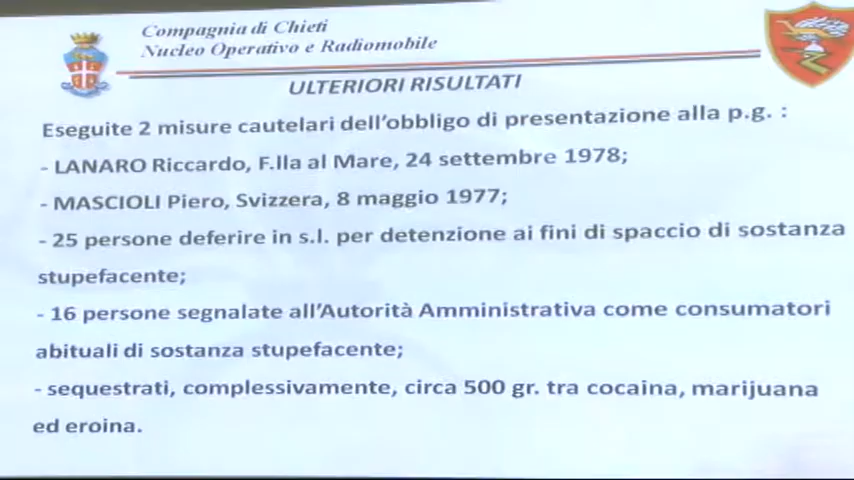 Compagnia di Chieti
Nucleo Operativo e Radiomobile
ULTERIORI RISULTATI
Eseguite 2 misure cautelari dell'obbligo di presentazione alla p.g. :
- LANARO Riccardo, F.lla al Mare, 24 settembre 1978;
- MASCIOLI Piero, Svizzera, 8 maggio 1977;
- 25 persone deferire in s.l. per detenzione ai fini di spaccio di sostanza
stupefacente;
- 16 persone segnalate all'Autorità Amministrativa come consumatori
abituali di sostanza stupefacente;
- sequestrati, complessivamente, circa 500 gr. tra cocaina, marijuana
ed eroina.